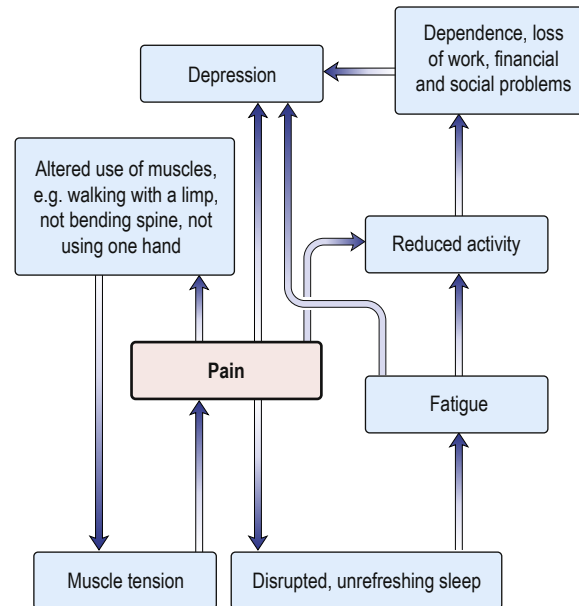 Dependence, loss
of work, financial
and social problems
Depression
Altered use of muscles,
e.g. walking with a limp,
not bending spine, not
using one hand
Reduced activity
Pain
Fatigue
Muscle tension
Disrupted, unrefreshing sleep